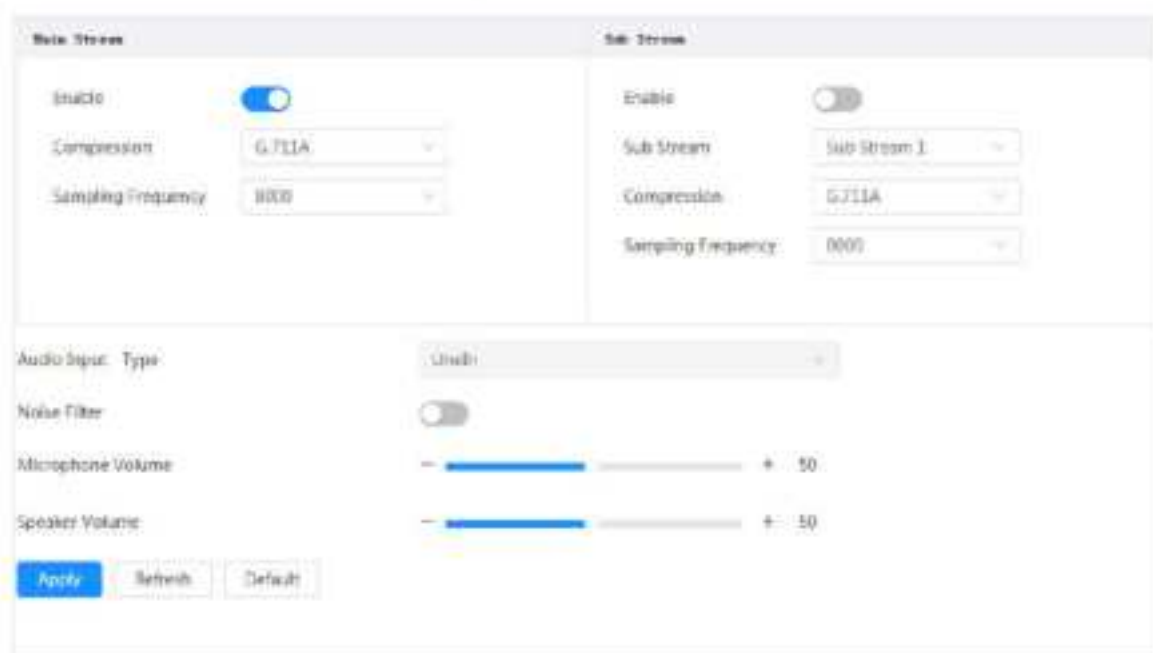 Main Stream
Enable
Compression G.711A
Sampling Frequency 8000
Sub Stream
Enable
Sub Stream Sub Stream 1
Compression G.711A
Sampling Frequency 8000
Audio Input Type LineIn
Noise Filter
Microphone Volume − + 50
Speaker Volume − + 50
Apply Refresh Default